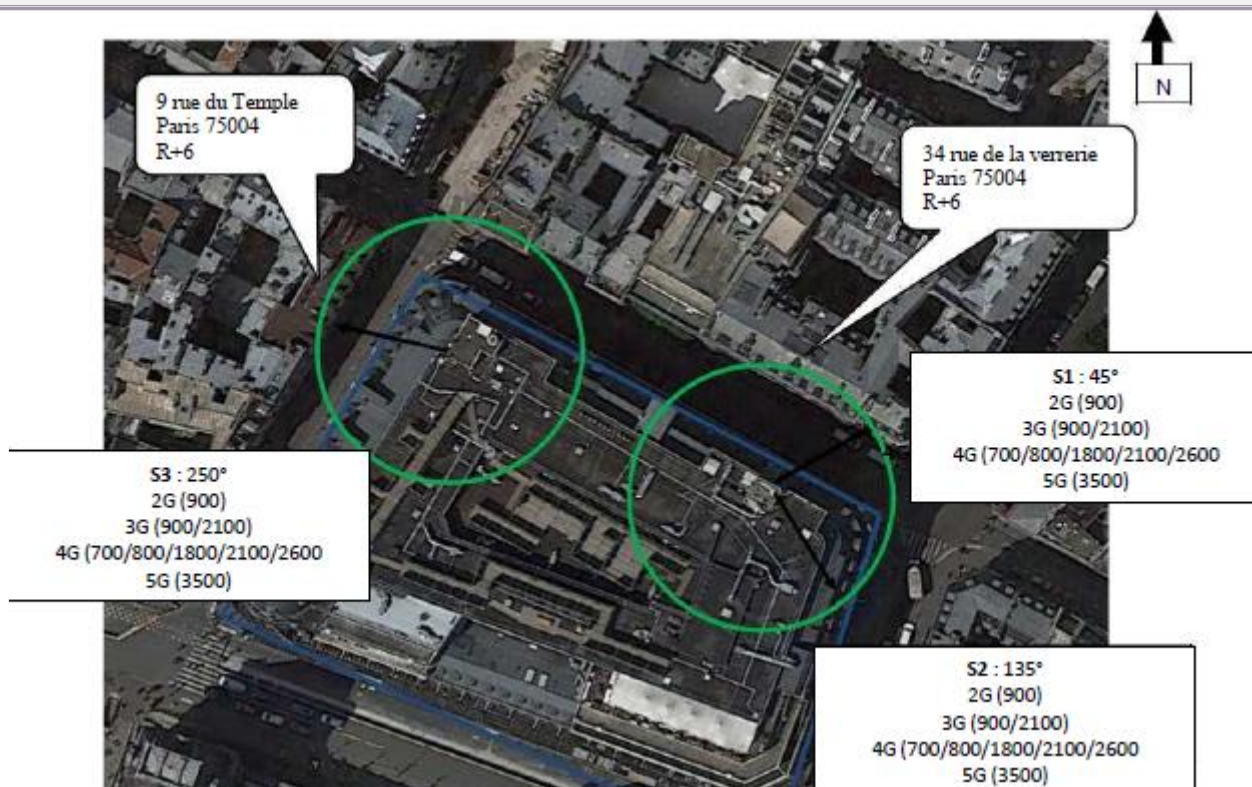 N
9 rue du Temple
Paris 75004
R+6
34 rue de la verrerie
Paris 75004
R+6
S1 : 45°
2G (900)
3G (900/2100)
4G (700/800/1800/2100/2600
5G (3500)
S3 : 250°
2G (900)
3G (900/2100)
4G (700/800/1800/2100/2600
5G (3500)
S2 : 135°
2G (900)
3G (900/2100)
4G (700/800/1800/2100/2600
5G (3500)